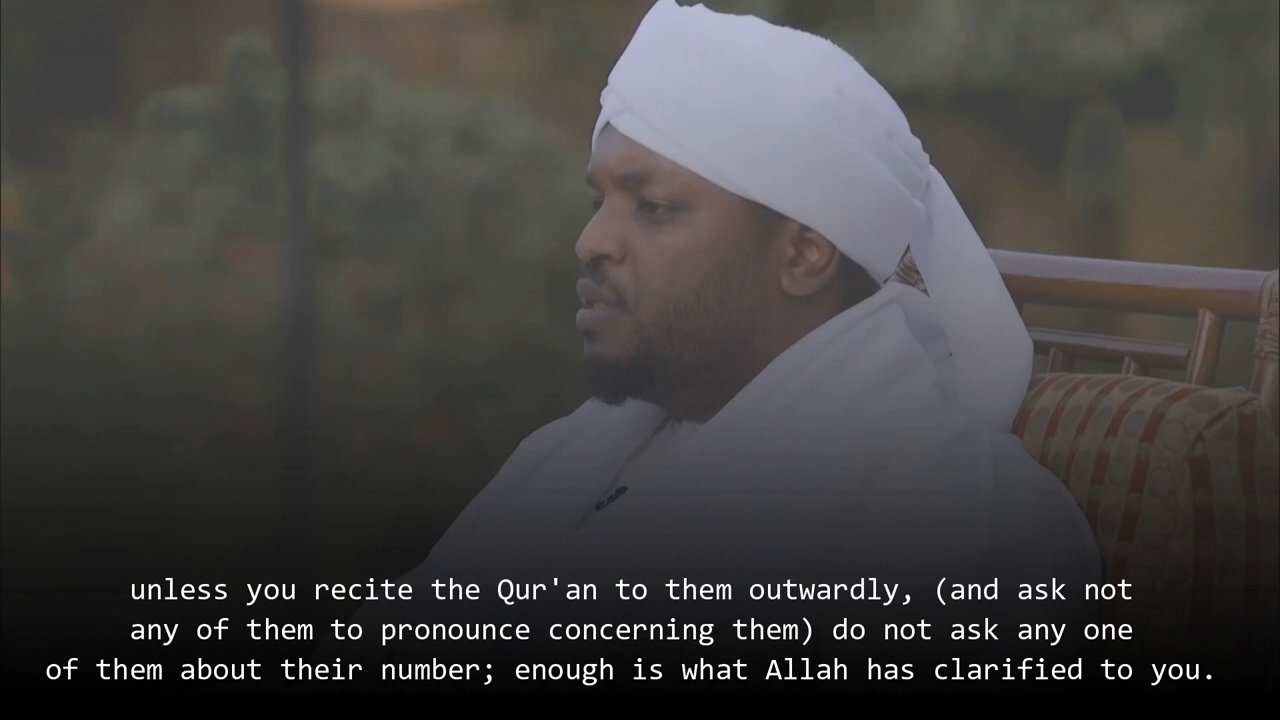 unless you recite the Qur'an to them outwardly, (and ask not
any of them to pronounce concerning them) do not ask any one
of them about their number; enough is what Allah has clarified to you.